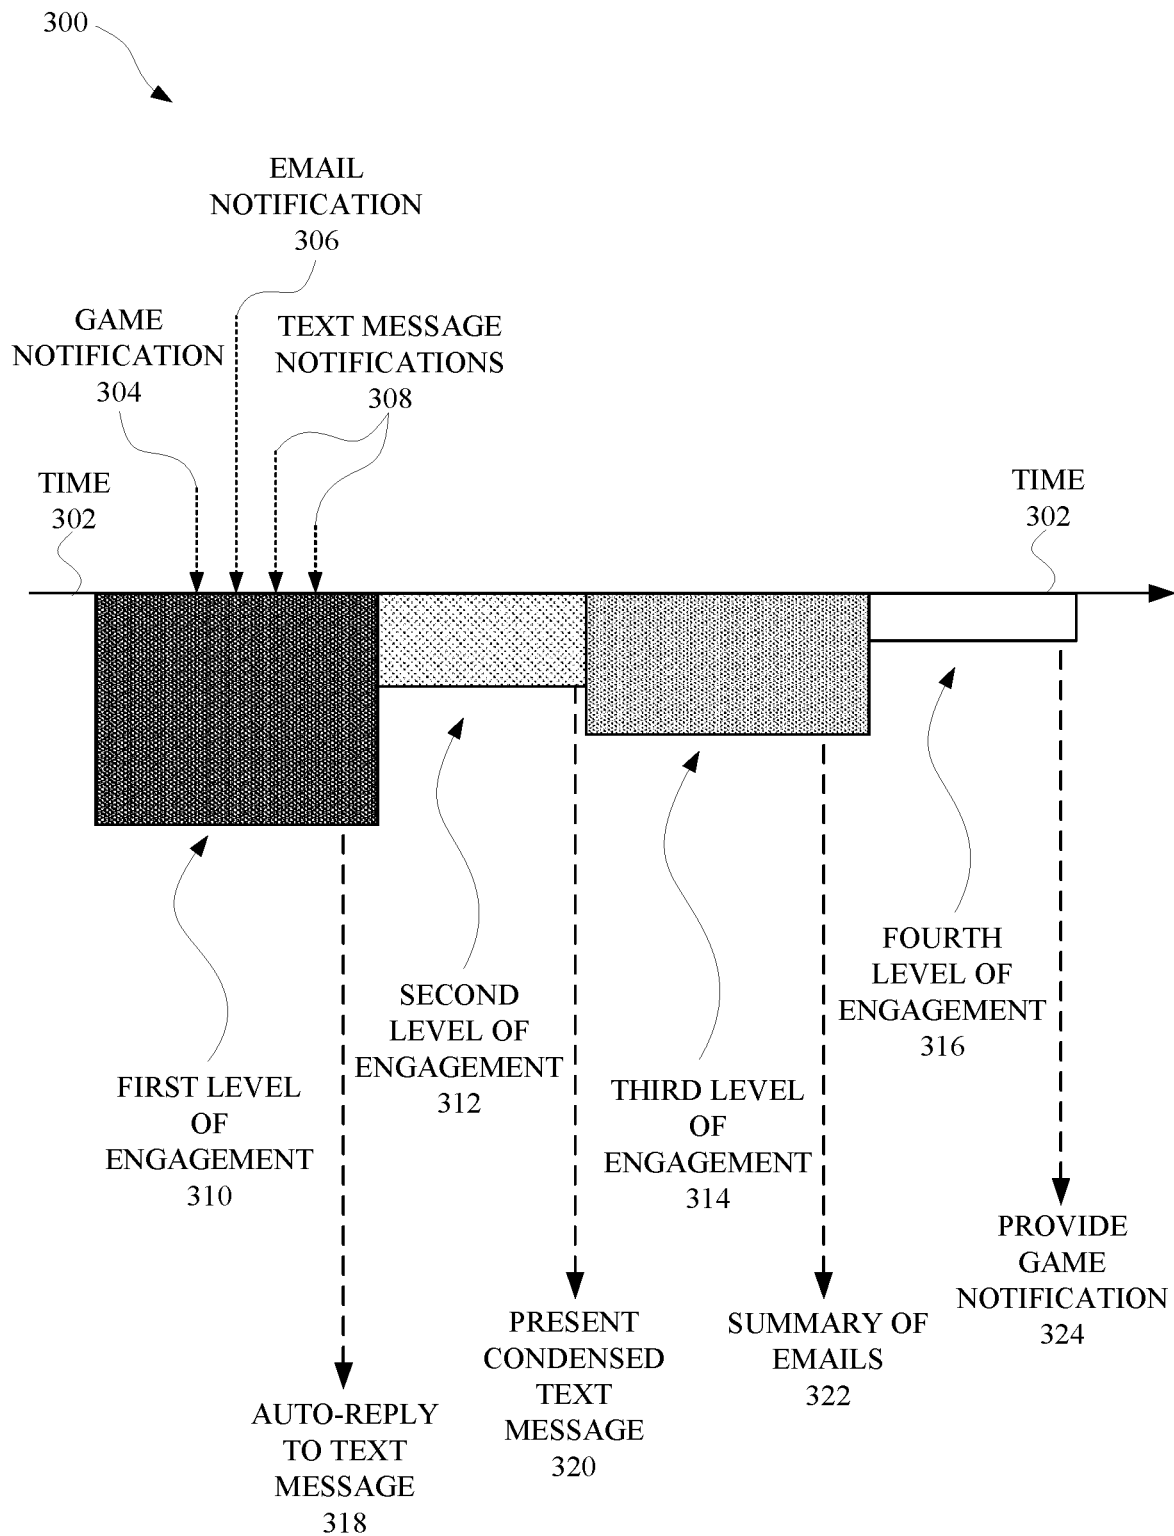 300
EMAIL
NOTIFICATION
306
GAME
NOTIFICATION
304
TEXT MESSAGE
NOTIFICATIONS
308
TIME
302
TIME
302
FIRST LEVEL
OF
ENGAGEMENT
310
SECOND
LEVEL OF
ENGAGEMENT
312
THIRD LEVEL
OF
ENGAGEMENT
314
FOURTH
LEVEL OF
ENGAGEMENT
316
AUTO-REPLY
TO TEXT
MESSAGE
318
PRESENT
CONDENSED
TEXT
MESSAGE
320
SUMMARY OF
EMAILS
322
PROVIDE
GAME
NOTIFICATION
324